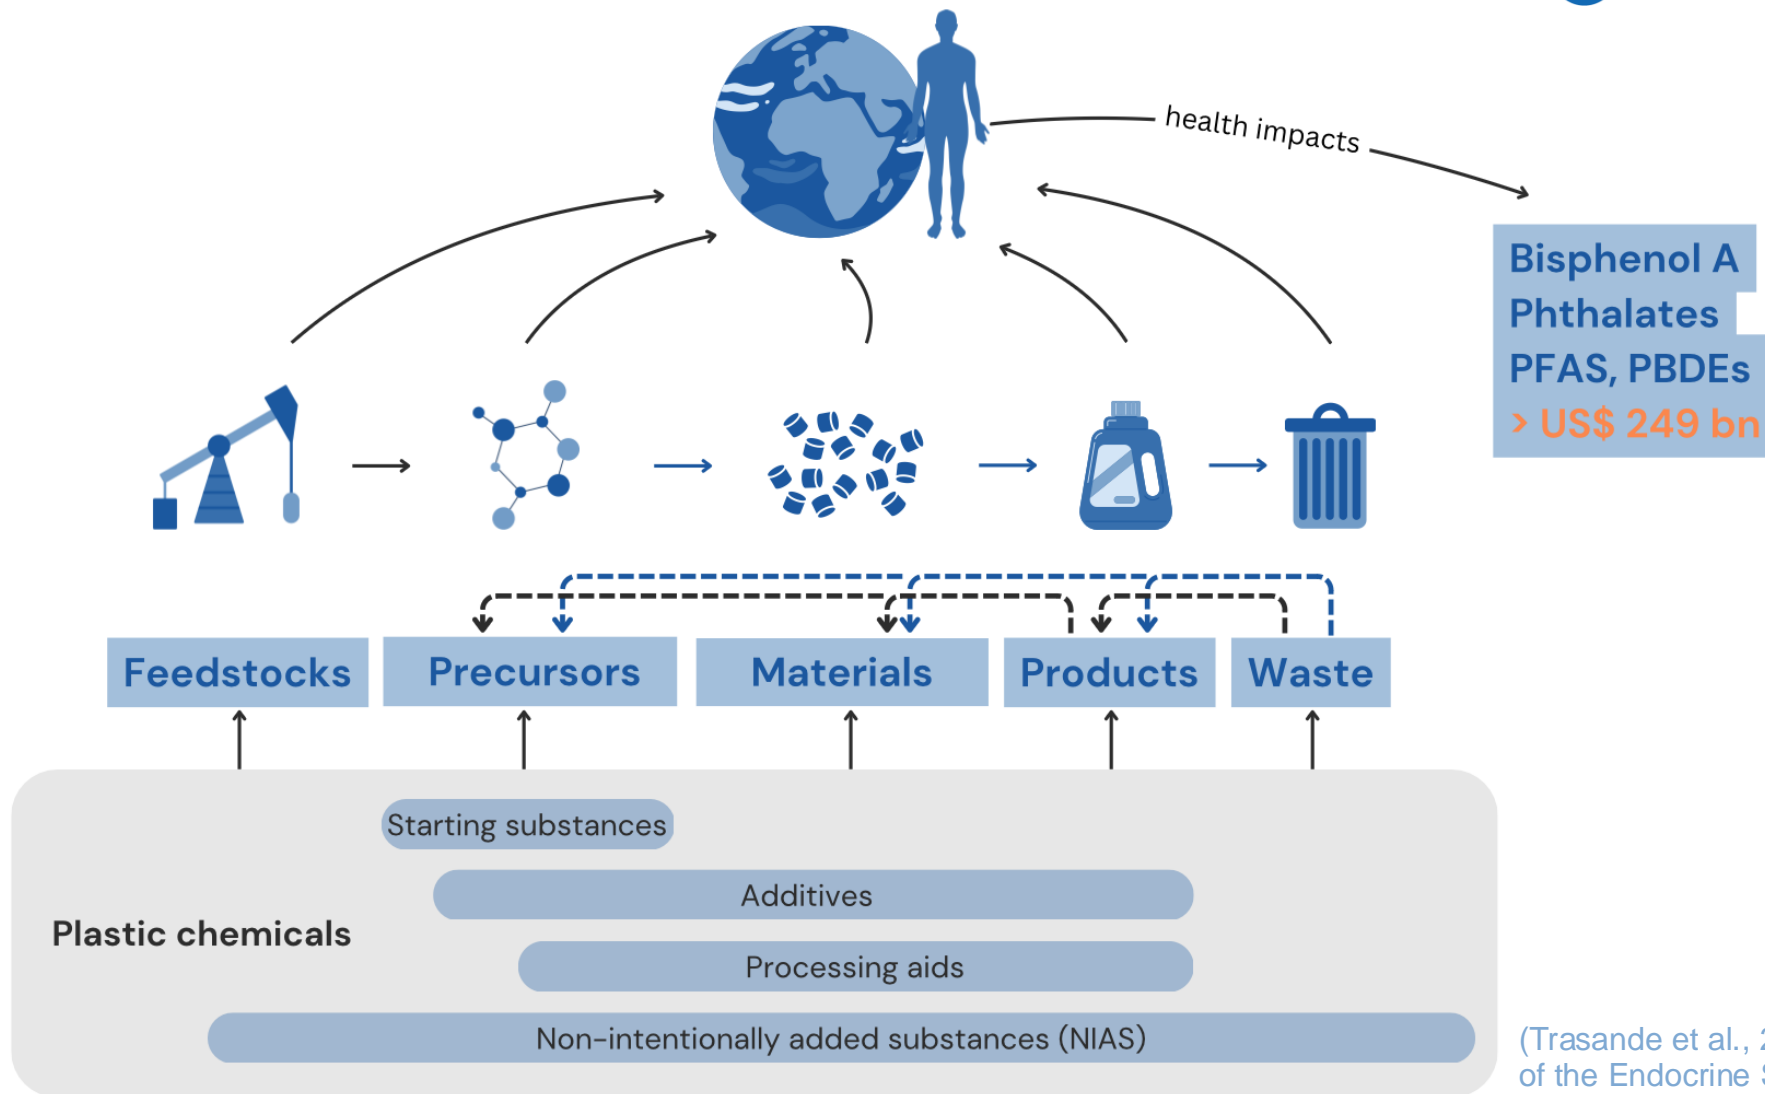 health impacts
Bisphenol A
Phthalates
PFAS, PBDEs
> US$ 249 bn
Feedstocks
Precursors
Materials
Products
Waste
Starting substances
Additives
Plastic chemicals
Processing aids
Non-intentionally added substances (NIAS)
(Trasande et al.,
of the Endocrine